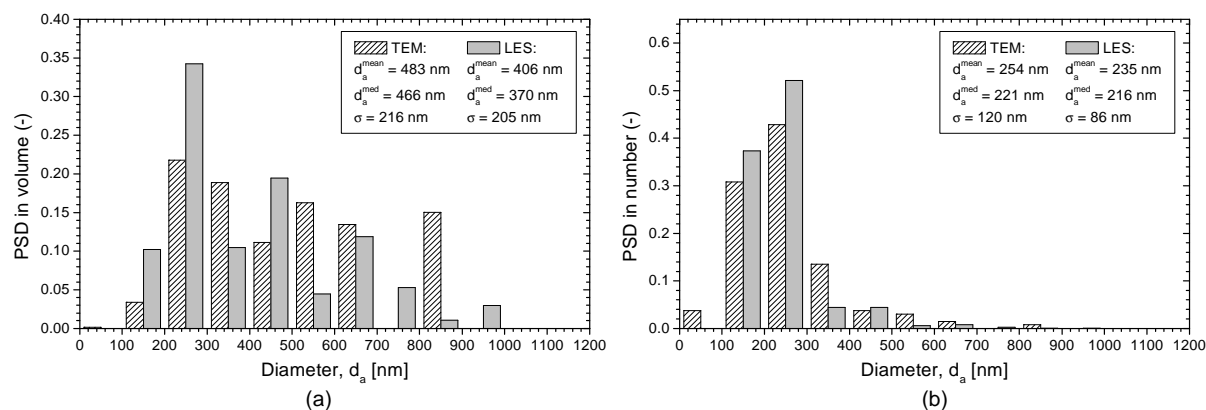 0.40
0.35
0.30
0.25
0.20
0.15
0.10
0.05
0.00
PSD in volume (-)
TEM: LES:
d_a^mean = 483 nm d_a^mean = 406 nm
d_a^med = 466 nm d_a^med = 370 nm
σ = 216 nm σ = 205 nm
0 100 200 300 400 500 600 700 800 900 1000 1100 1200
Diameter, d_a [nm]
(a)
0.6
0.5
0.4
0.3
0.2
0.1
0.0
PSD in number (-)
TEM: LES:
d_a^mean = 254 nm d_a^mean = 235 nm
d_a^med = 221 nm d_a^med = 216 nm
σ = 120 nm σ = 86 nm
0 100 200 300 400 500 600 700 800 900 1000 1100 1200
Diameter, d_a [nm]
(b)